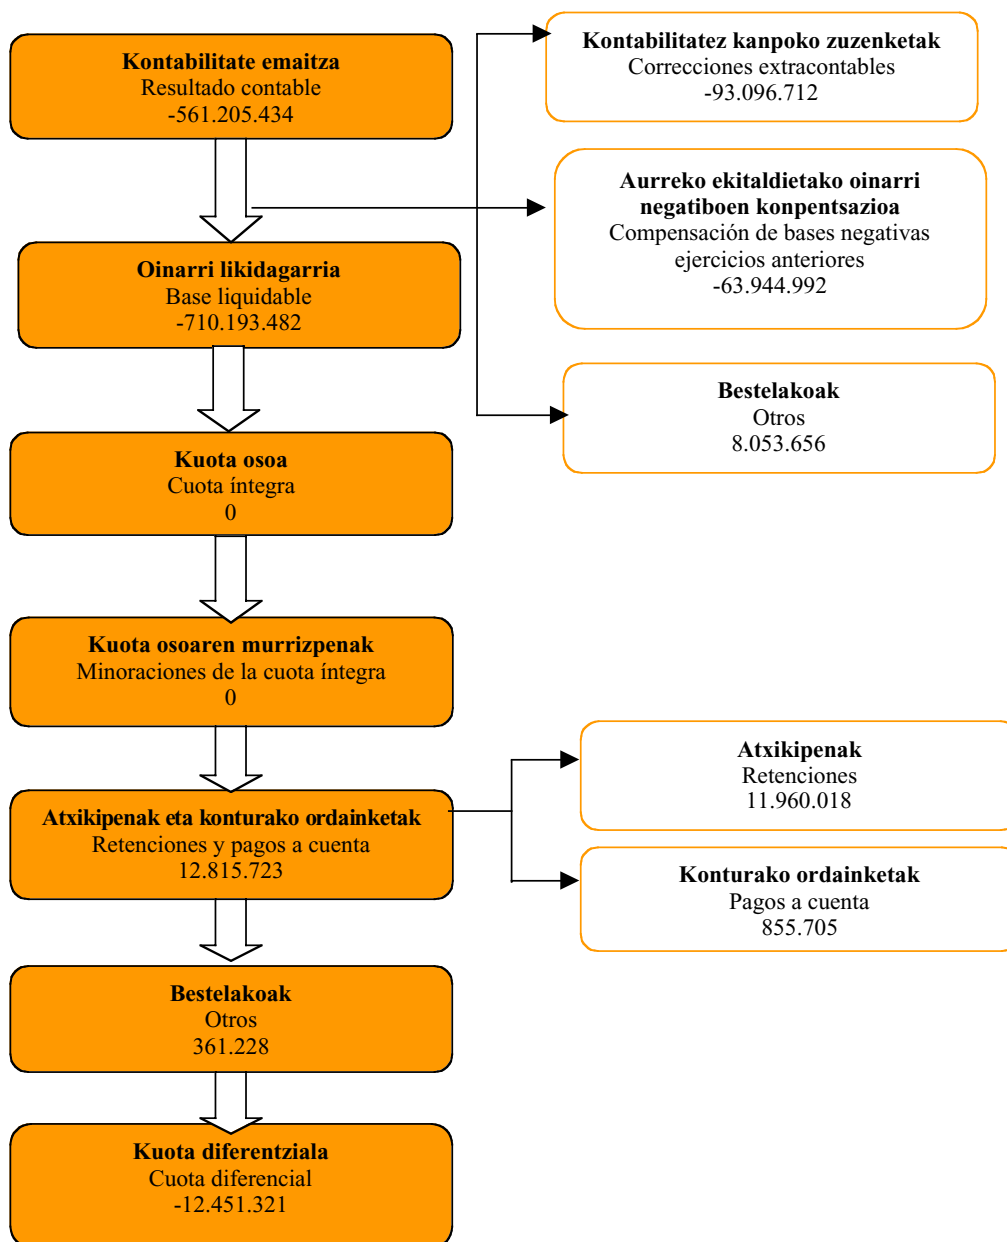 Kontabilitate emaitza
Resultado contable
-561.205.434
Kontabilitatez kanpoko zuzenketak
Correcciones extracontables
-93.096.712
Aurreko ekitaldietako oinarri
negatiboen konpentsazioa
Compensación de bases negativas
ejercicios anteriores
-63.944.992
Oinarri likidagarria
Base liquidable
-710.193.482
Bestelakoak
Otros
8.053.656
Kuota osoa
Cuota íntegra
0
Kuota osoaren murrizpenak
Minoraciones de la cuota íntegra
0
Atxikipenak eta konturako ordainketak
Retenciones y pagos a cuenta
12.815.723
Atxikipenak
Retenciones
11.960.018
Konturako ordainketak
Pagos a cuenta
855.705
Bestelakoak
Otros
361.228
Kuota diferentziala
Cuota diferencial
-12.451.321